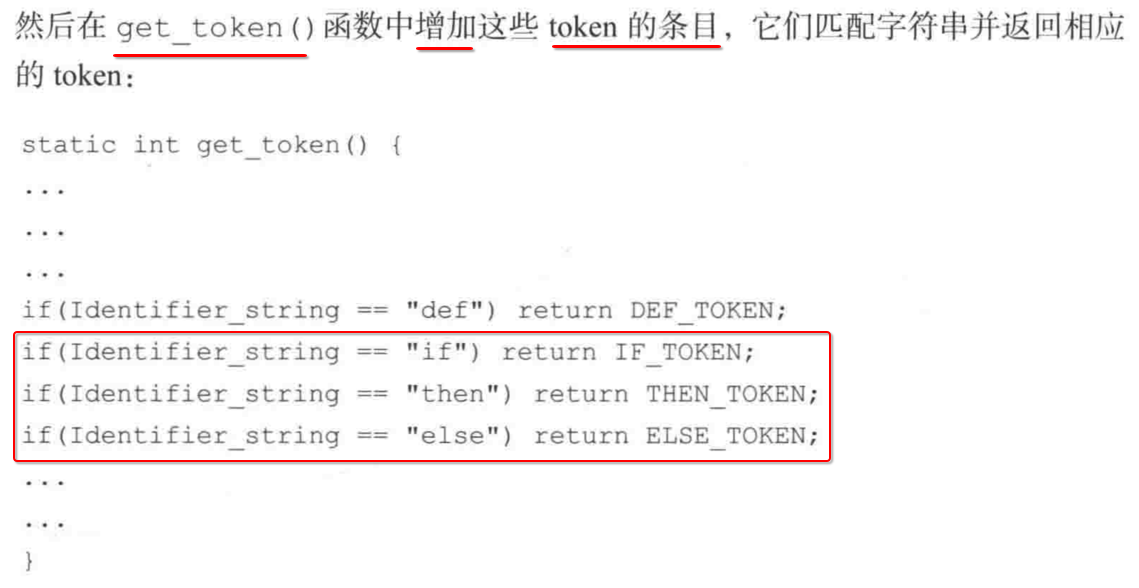 然后在 get_token()函数中增加这些 token 的条目，它们匹配字符串并返回相应
的 token：
static int get_token() {
...
...
...
if(Identifier_string == "def") return DEF_TOKEN;
if(Identifier_string == "if") return IF_TOKEN;
if(Identifier_string == "then") return THEN_TOKEN;
if(Identifier_string == "else") return ELSE_TOKEN;
...
...
}